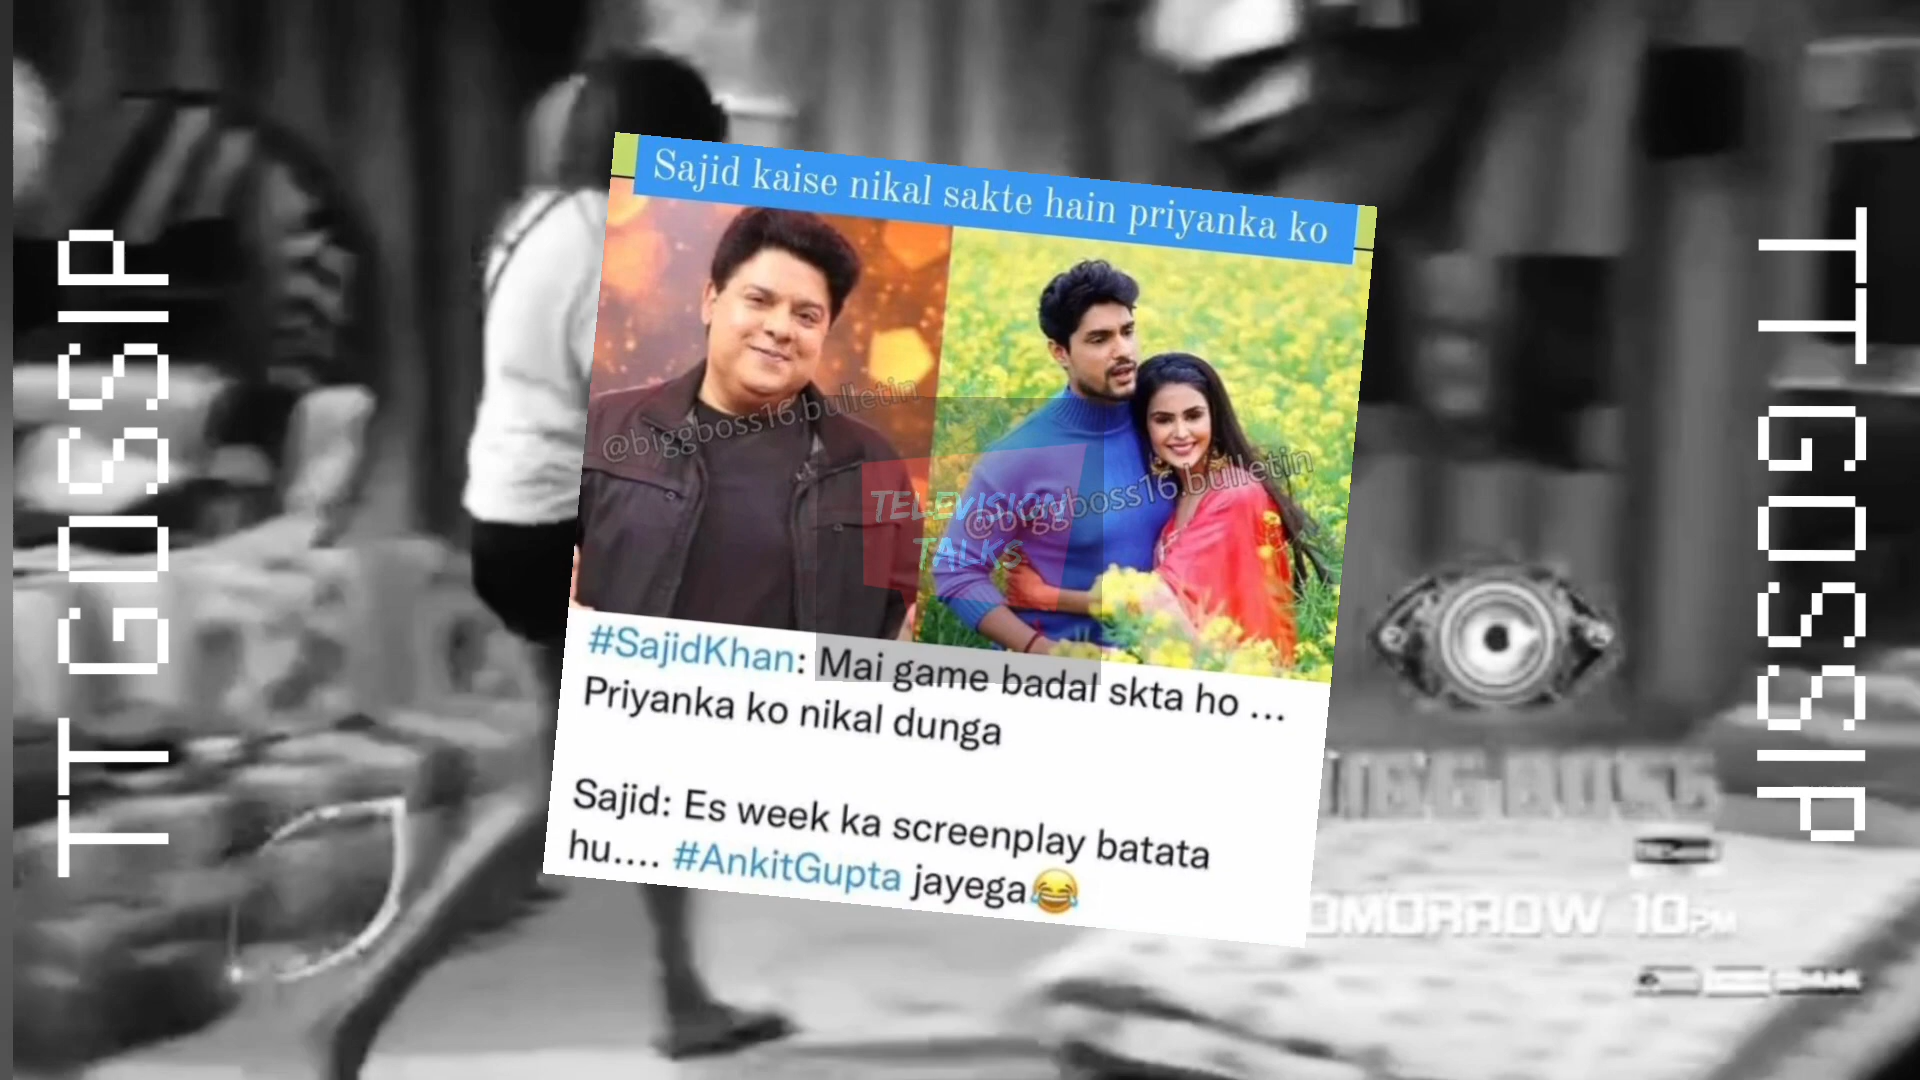 TT GOSSIP
Sajid kaise nikal sakte hain priyanka ko
@biggboss16.bulletin
@biggboss16.bulletin
TELEVISION
TALKS
#SajidKhan: Mai game badal skta ho ...
Priyanka ko nikal dunga
Sajid: Es week ka screenplay batata
hu.... #AnkitGupta jayega😂
BIGG BOSS
TOMORROW 10PM
TT GOSSIP